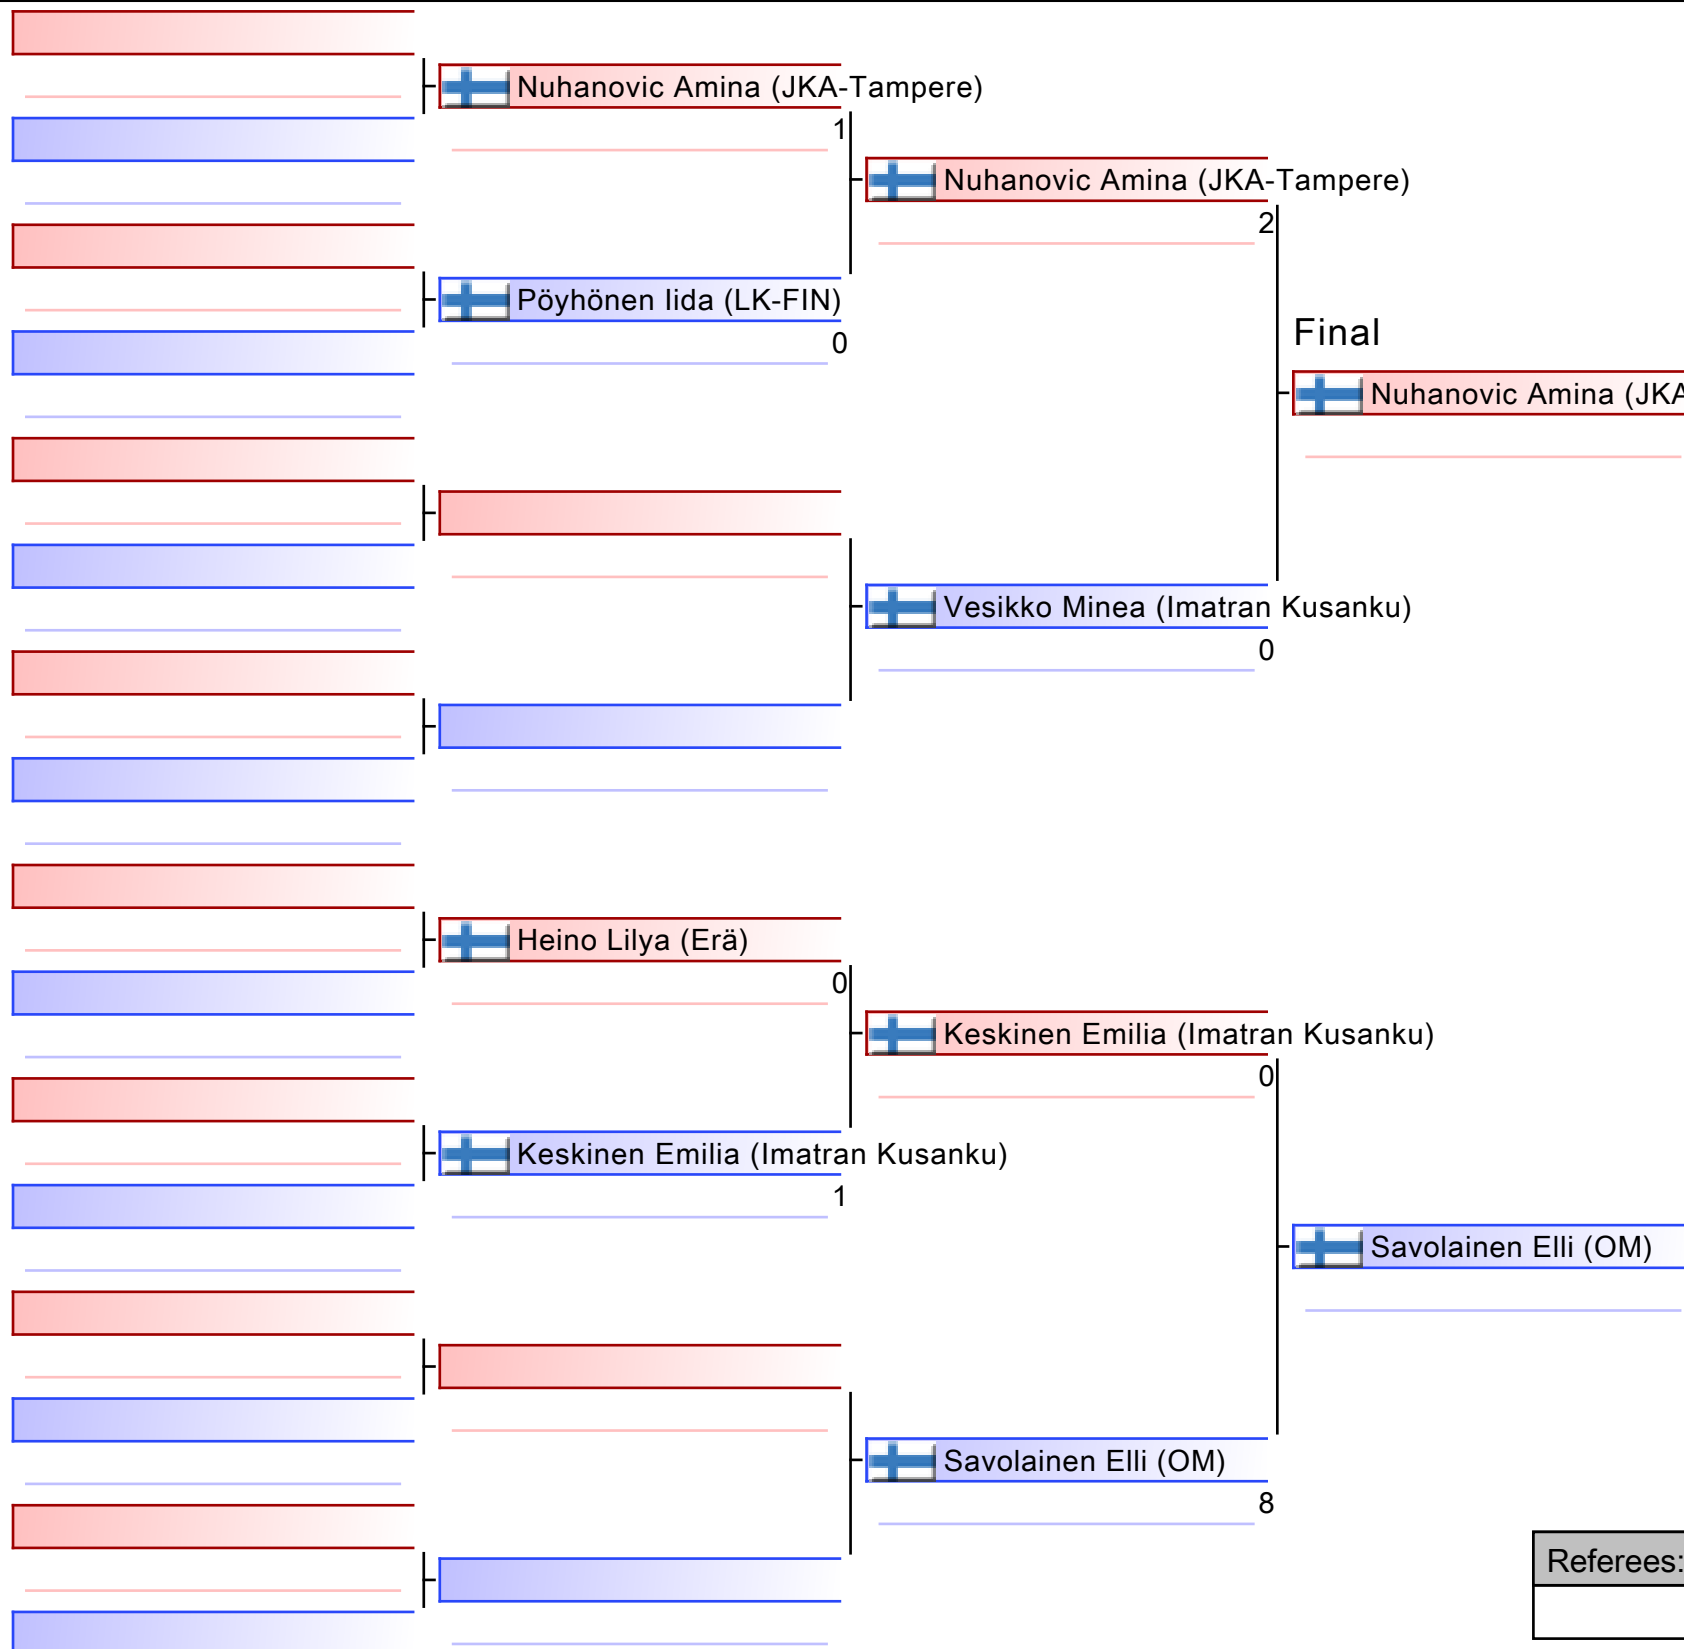 Nuhanovic Amina (JKA-Tampere)
1
Pöyhönen Iida (LK-FIN)
0
Heino Lilya (Erä)
0
Keskinen Emilia (Imatran Kusanku)
1
Nuhanovic Amina (JKA-Tampere)
2
Vesikko Minea (Imatran Kusanku)
0
Keskinen Emilia (Imatran Kusanku)
0
Savolainen Elli (OM)
8
Final
Nuhanovic Amina (JKA
Savolainen Elli (OM)
Referees: